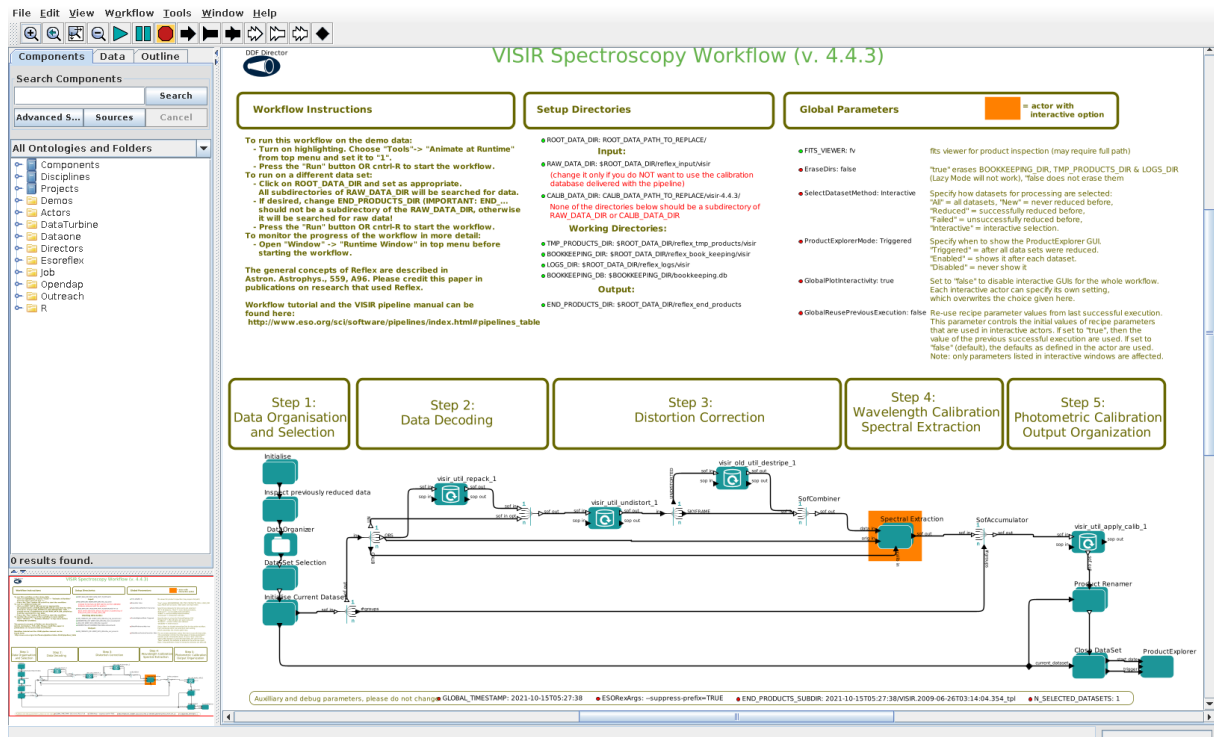 File Edit View Workflow Tools Window Help
Components Data Outline
Search Components
Search
Advanced S... Sources Cancel
All Ontologies and Folders
Components
Disciplines
Projects
Demos
Actors
DataTurbine
Dataone
Directors
Esoreflex
Job
Opendap
Outreach
R
0 results found.
DDF Director
VISIR Spectroscopy Workflow (v. 4.4.3)
Workflow Instructions
To run this workflow on the demo data:
- Turn on highlighting. Choose "Tools"-> "Animate at Runtime"
from top menu and set it to "1".
- Press the "Run" button OR cntrl-R to start the workflow.
To run on a different data set:
- Click on ROOT_DATA_DIR and set as appropriate.
All subdirectories of RAW_DATA_DIR will be searched for data.
- If desired, change END_PRODUCTS_DIR (IMPORTANT: END_...
should not be a subdirectory of the RAW_DATA_DIR, otherwise
it will be searched for raw data!
- Press the "Run" button OR cntrl-R to start the workflow.
To monitor the progress of the workflow in more detail:
- Open "Window" -> "Runtime Window" in top menu before
starting the workflow.
The general concepts of Reflex are described in
Astron. Astrophys., 559, A96. Please credit this paper in
publications on research that used Reflex.
Workflow tutorial and the VISIR pipeline manual can be
found here:
http://www.eso.org/sci/software/pipelines/index.html#pipelines_table
Setup Directories
ROOT_DATA_DIR: ROOT_DATA_PATH_TO_REPLACE/
Input:
RAW_DATA_DIR: $ROOT_DATA_DIR/reflex_input/visir
(change it only if you do NOT want to use the calibration
database delivered with the pipeline)
CALIB_DATA_DIR: CALIB_DATA_PATH_TO_REPLACE/visir-4.4.3/
None of the directories below should be a subdirectory of
RAW_DATA_DIR or CALIB_DATA_DIR
Working Directories:
TMP_PRODUCTS_DIR: $ROOT_DATA_DIR/reflex_tmp_products/visir
BOOKKEEPING_DIR: $ROOT_DATA_DIR/reflex_book_keeping/visir
LOGS_DIR: $ROOT_DATA_DIR/reflex_logs/visir
BOOKKEEPING_DB: $BOOKKEEPING_DIR/bookkeeping.db
Output:
END_PRODUCTS_DIR: $ROOT_DATA_DIR/reflex_end_products
Global Parameters
= actor with
interactive option
FITS_VIEWER: fv
fits viewer for product inspection (may require full path)
EraseDirs: false
"true" erases BOOKKEEPING_DIR, TMP_PRODUCTS & LOGS_DIR
(Lazy Mode will not work), "false does not erase them
SelectDatasetMethod: Interactive
Specify how datasets for processing are selected:
"All" = all datasets, "New" = never reduced before,
"Reduced" = successfully reduced before,
"Failed" = unsuccessfully reduced before,
"Interactive" = interactive selection.
ProductExplorerMode: Triggered
Specify when to show the ProductExplorer GUI.
"Triggered" = after all data sets were reduced.
"Enabled" = shows it after each dataset.
"Disabled" = never show it
GlobalPlotInteractivity: true
Set to "false" to disable interactive GUIs for the whole workflow.
Each interactive actor can specify its own setting,
which overwrites the choice given here.
GlobalReusePreviousExecution: false
Re-use recipe parameter values from last successful execution.
This parameter controls the initial values of recipe parameters
that are used in interactive actors. If set to "true", then the
value of the previous successful execution are used. If set to
"false" (default), the defaults as defined in the actor are used.
Note: only parameters listed in interactive windows are affected.
Step 1:
Data Organisation
and Selection
Step 2:
Data Decoding
Step 3:
Distortion Correction
Step 4:
Wavelength Calibration
Spectral Extraction
Step 5:
Photometric Calibration
Output Organization
Initialise
Inspect previously reduced data
DataOrganizer
DataSet Selection
Initialise Current Dataset
visir_util_repack_1
visir_util_undistort_1
visir_old_util_destripe_1
SofCombiner
Spectral Extraction
SofAccumulator
visir_util_apply_calib_1
Product Renamer
Close DataSet
ProductExplorer
current_dataset
Auxilliary and debug parameters, please do not change
GLOBAL_TIMESTAMP: 2021-10-15T05:27:38
ESORexArgs: --suppress-prefix=TRUE
END_PRODUCTS_SUBDIR: 2021-10-15T05:27:38/VISIR.2009-06-26T03:14:04.354_tpl
N_SELECTED_DATASETS: 1